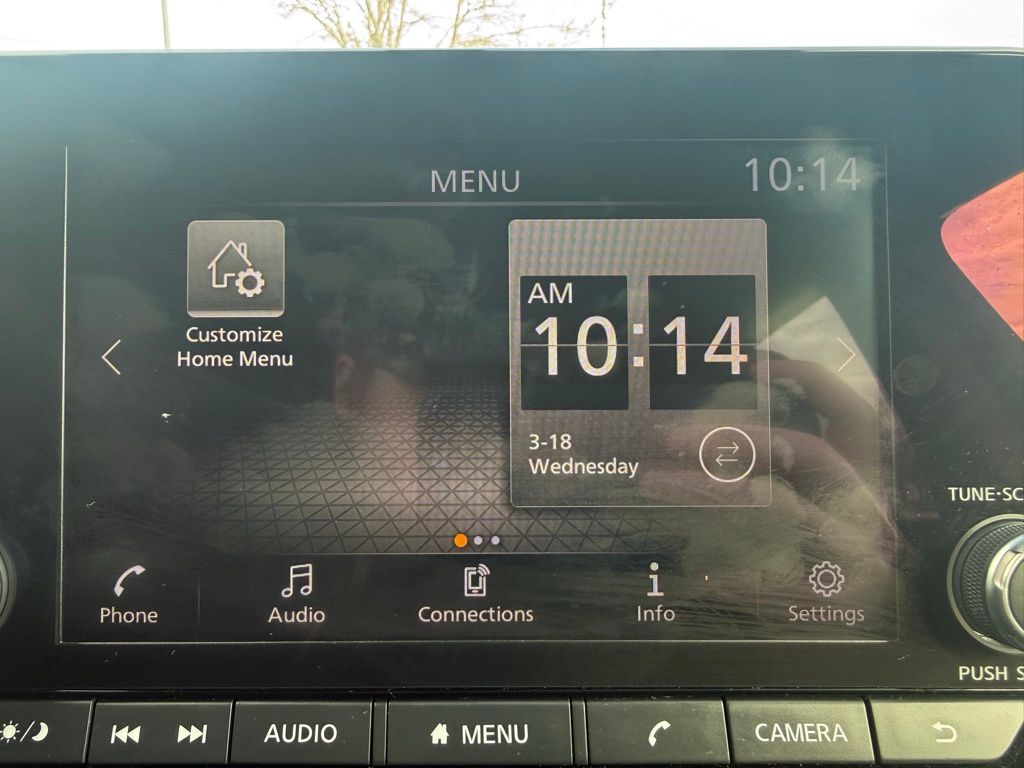 MENU
10:14
Customize
Home Menu
AM
10:14
3-18
Wednesday
Phone
Audio
Connections
Info
Settings
TUNE·SC
PUSH S
AUDIO
MENU
CAMERA